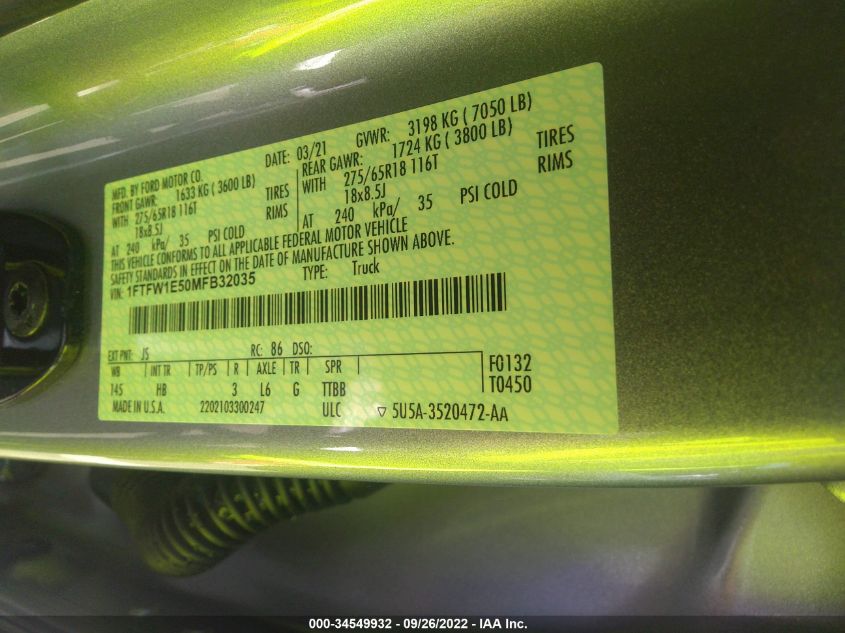 MFD. BY FORD MOTOR CO.
DATE: 03/21 GVWR: 3198 KG ( 7050 LB)
FRONT GAWR: 1633 KG ( 3600 LB) REAR GAWR: 1724 KG ( 3800 LB)
WITH 275/65R18 116T TIRES WITH 275/65R18 116T TIRES
18x8.5J RIMS 18x8.5J RIMS
AT 240 kPa/ 35 PSI COLD AT 240 kPa/ 35 PSI COLD
THIS VEHICLE CONFORMS TO ALL APPLICABLE FEDERAL MOTOR VEHICLE
SAFETY STANDARDS IN EFFECT ON THE DATE OF MANUFACTURE SHOWN ABOVE.
VIN: 1FTFW1E50MFB32035 TYPE: Truck
EXT PNT: JS RC: 86 DSO:
WB INT TR TP/PS R AXLE TR SPR F0132
145 HB 3 L6 G TTBB T0450
MADE IN U.S.A. 2202103300247 ULC ▽ 5U5A-3520472-AA
000-34549932 - 09/26/2022 - IAA Inc.